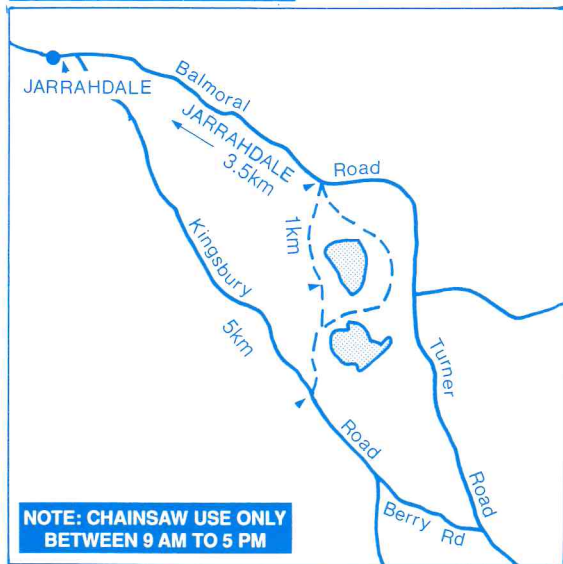 JARRAHDALE
Balmoral
Road
JARRAHDALE
3.5km
1km
Kingsbury
5km
Road
Turner
Road
Berry Rd
NOTE: CHAINSAW USE ONLY
BETWEEN 9 AM TO 5 PM